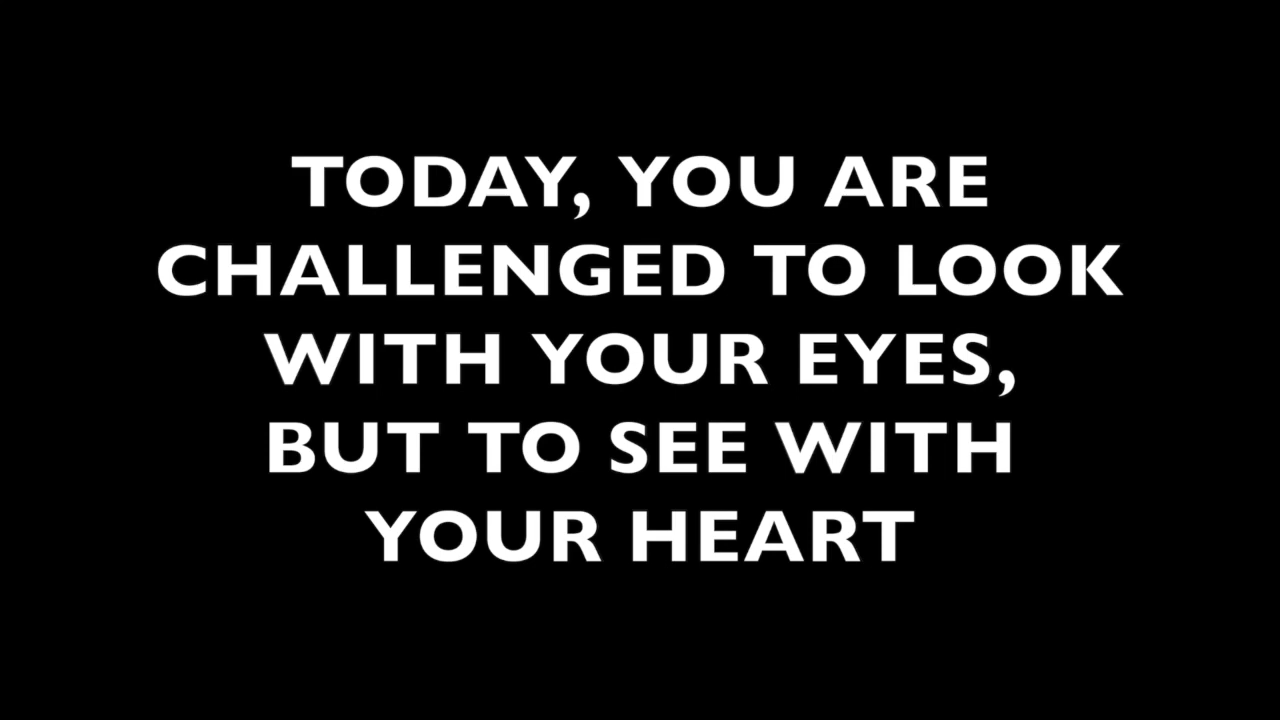 TODAY, YOU ARE
CHALLENGED TO LOOK
WITH YOUR EYES,
BUT TO SEE WITH
YOUR HEART